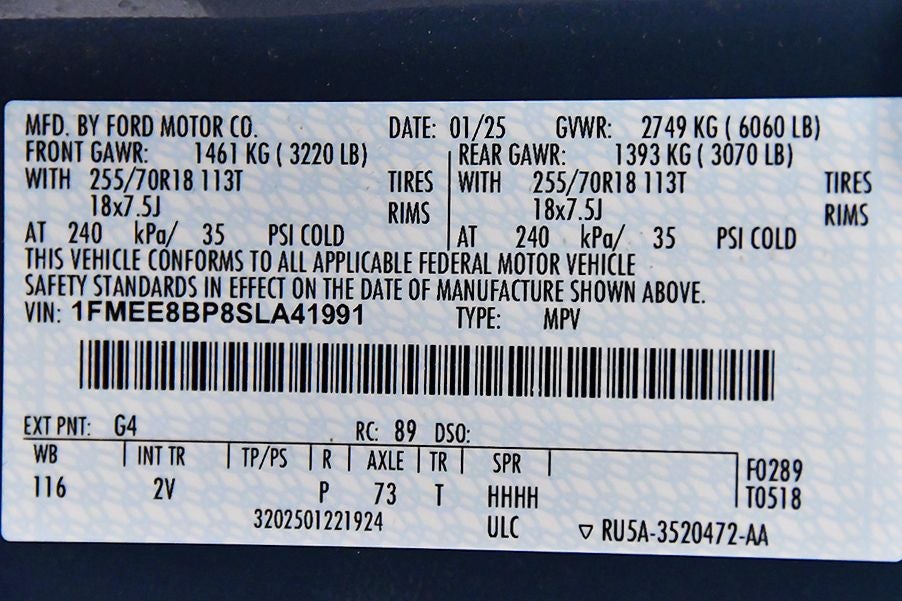 MFD. BY FORD MOTOR CO. DATE: 01/25 GVWR: 2749 KG ( 6060 LB)
FRONT GAWR: 1461 KG ( 3220 LB) REAR GAWR: 1393 KG ( 3070 LB)
WITH 255/70R18 113T TIRES WITH 255/70R18 113T TIRES
18x7.5J RIMS 18x7.5J RIMS
AT 240 kPa/ 35 PSI COLD AT 240 kPa/ 35 PSI COLD
THIS VEHICLE CONFORMS TO ALL APPLICABLE FEDERAL MOTOR VEHICLE
SAFETY STANDARDS IN EFFECT ON THE DATE OF MANUFACTURE SHOWN ABOVE.
VIN: 1FMEE8BP8SLA41991 TYPE: MPV
EXT PNT: G4 RC: 89 DSO:
WB INT TR TP/PS R AXLE TR SPR F0289
116 2V P 73 T HHHH T0518
3202501221924 ULC ▽ RU5A-3520472-AA